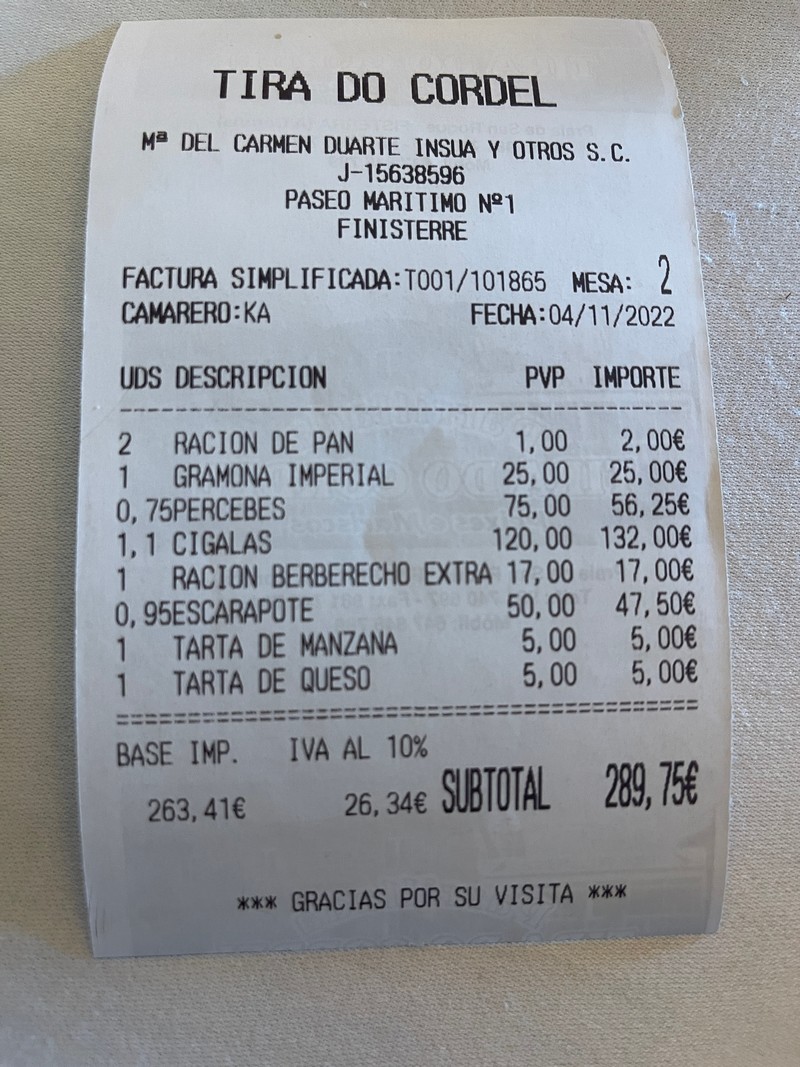 TIRA DO CORDEL
Mª DEL CARMEN DUARTE INSUA Y OTROS S.C.
J-15638596
PASEO MARITIMO Nº1
FINISTERRE
FACTURA SIMPLIFICADA:T001/101865 MESA: 2
CAMARERO:KA FECHA:04/11/2022
UDS DESCRIPCION PVP IMPORTE
2 RACION DE PAN 1,00 2,00€
1 GRAMONA IMPERIAL 25,00 25,00€
0,75PERCEBES 75,00 56,25€
1,1 CIGALAS 120,00 132,00€
1 RACION BERBERECHO EXTRA 17,00 17,00€
0,95ESCARAPOTE 50,00 47,50€
1 TARTA DE MANZANA 5,00 5,00€
1 TARTA DE QUESO 5,00 5,00€
BASE IMP. IVA AL 10%
263,41€ 26,34€ SUBTOTAL 289,75€
*** GRACIAS POR SU VISITA ***